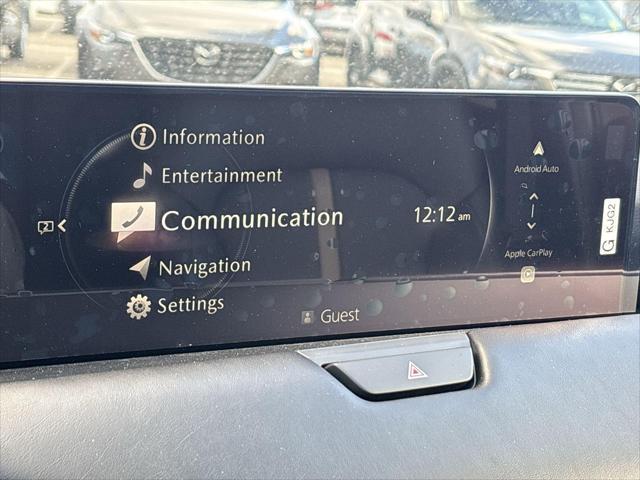 Information
Entertainment
Communication
12:12 am
Navigation
Settings
Guest
Android Auto
Apple CarPlay
G KJG2